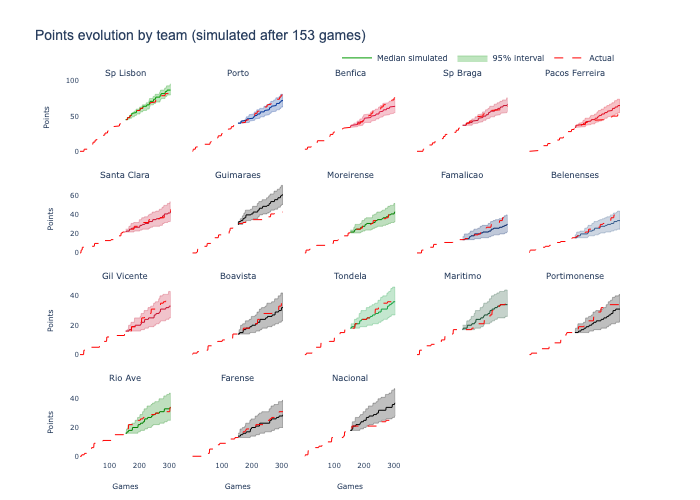 Points evolution by team (simulated after 153 games)
Median simulated 95% interval Actual
Sp Lisbon Porto Benfica Sp Braga Pacos Ferreira
100
50
0
Points
Santa Clara Guimaraes Moreirense Famalicao Belenenses
60
40
20
0
Points
Gil Vicente Boavista Tondela Maritimo Portimonense
40
20
0
Points
Rio Ave Farense Nacional
40
20
0
Points
100 200 300 100 200 300 100 200 300
Games Games Games